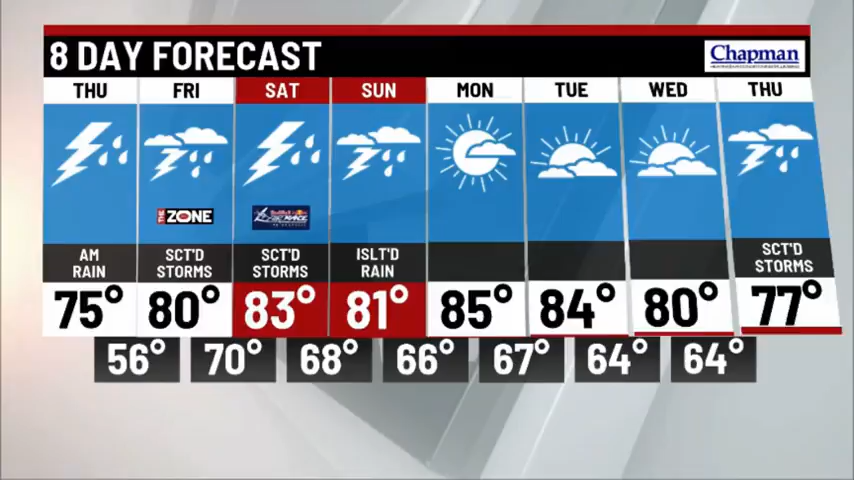 8 DAY FORECAST
Chapman
THU FRI SAT SUN MON TUE WED THU
THE ZONE
AM RAIN
SCT'D STORMS
SCT'D STORMS
ISLT'D RAIN
SCT'D STORMS
75° 80° 83° 81° 85° 84° 80° 77°
56° 70° 68° 66° 67° 64° 64°